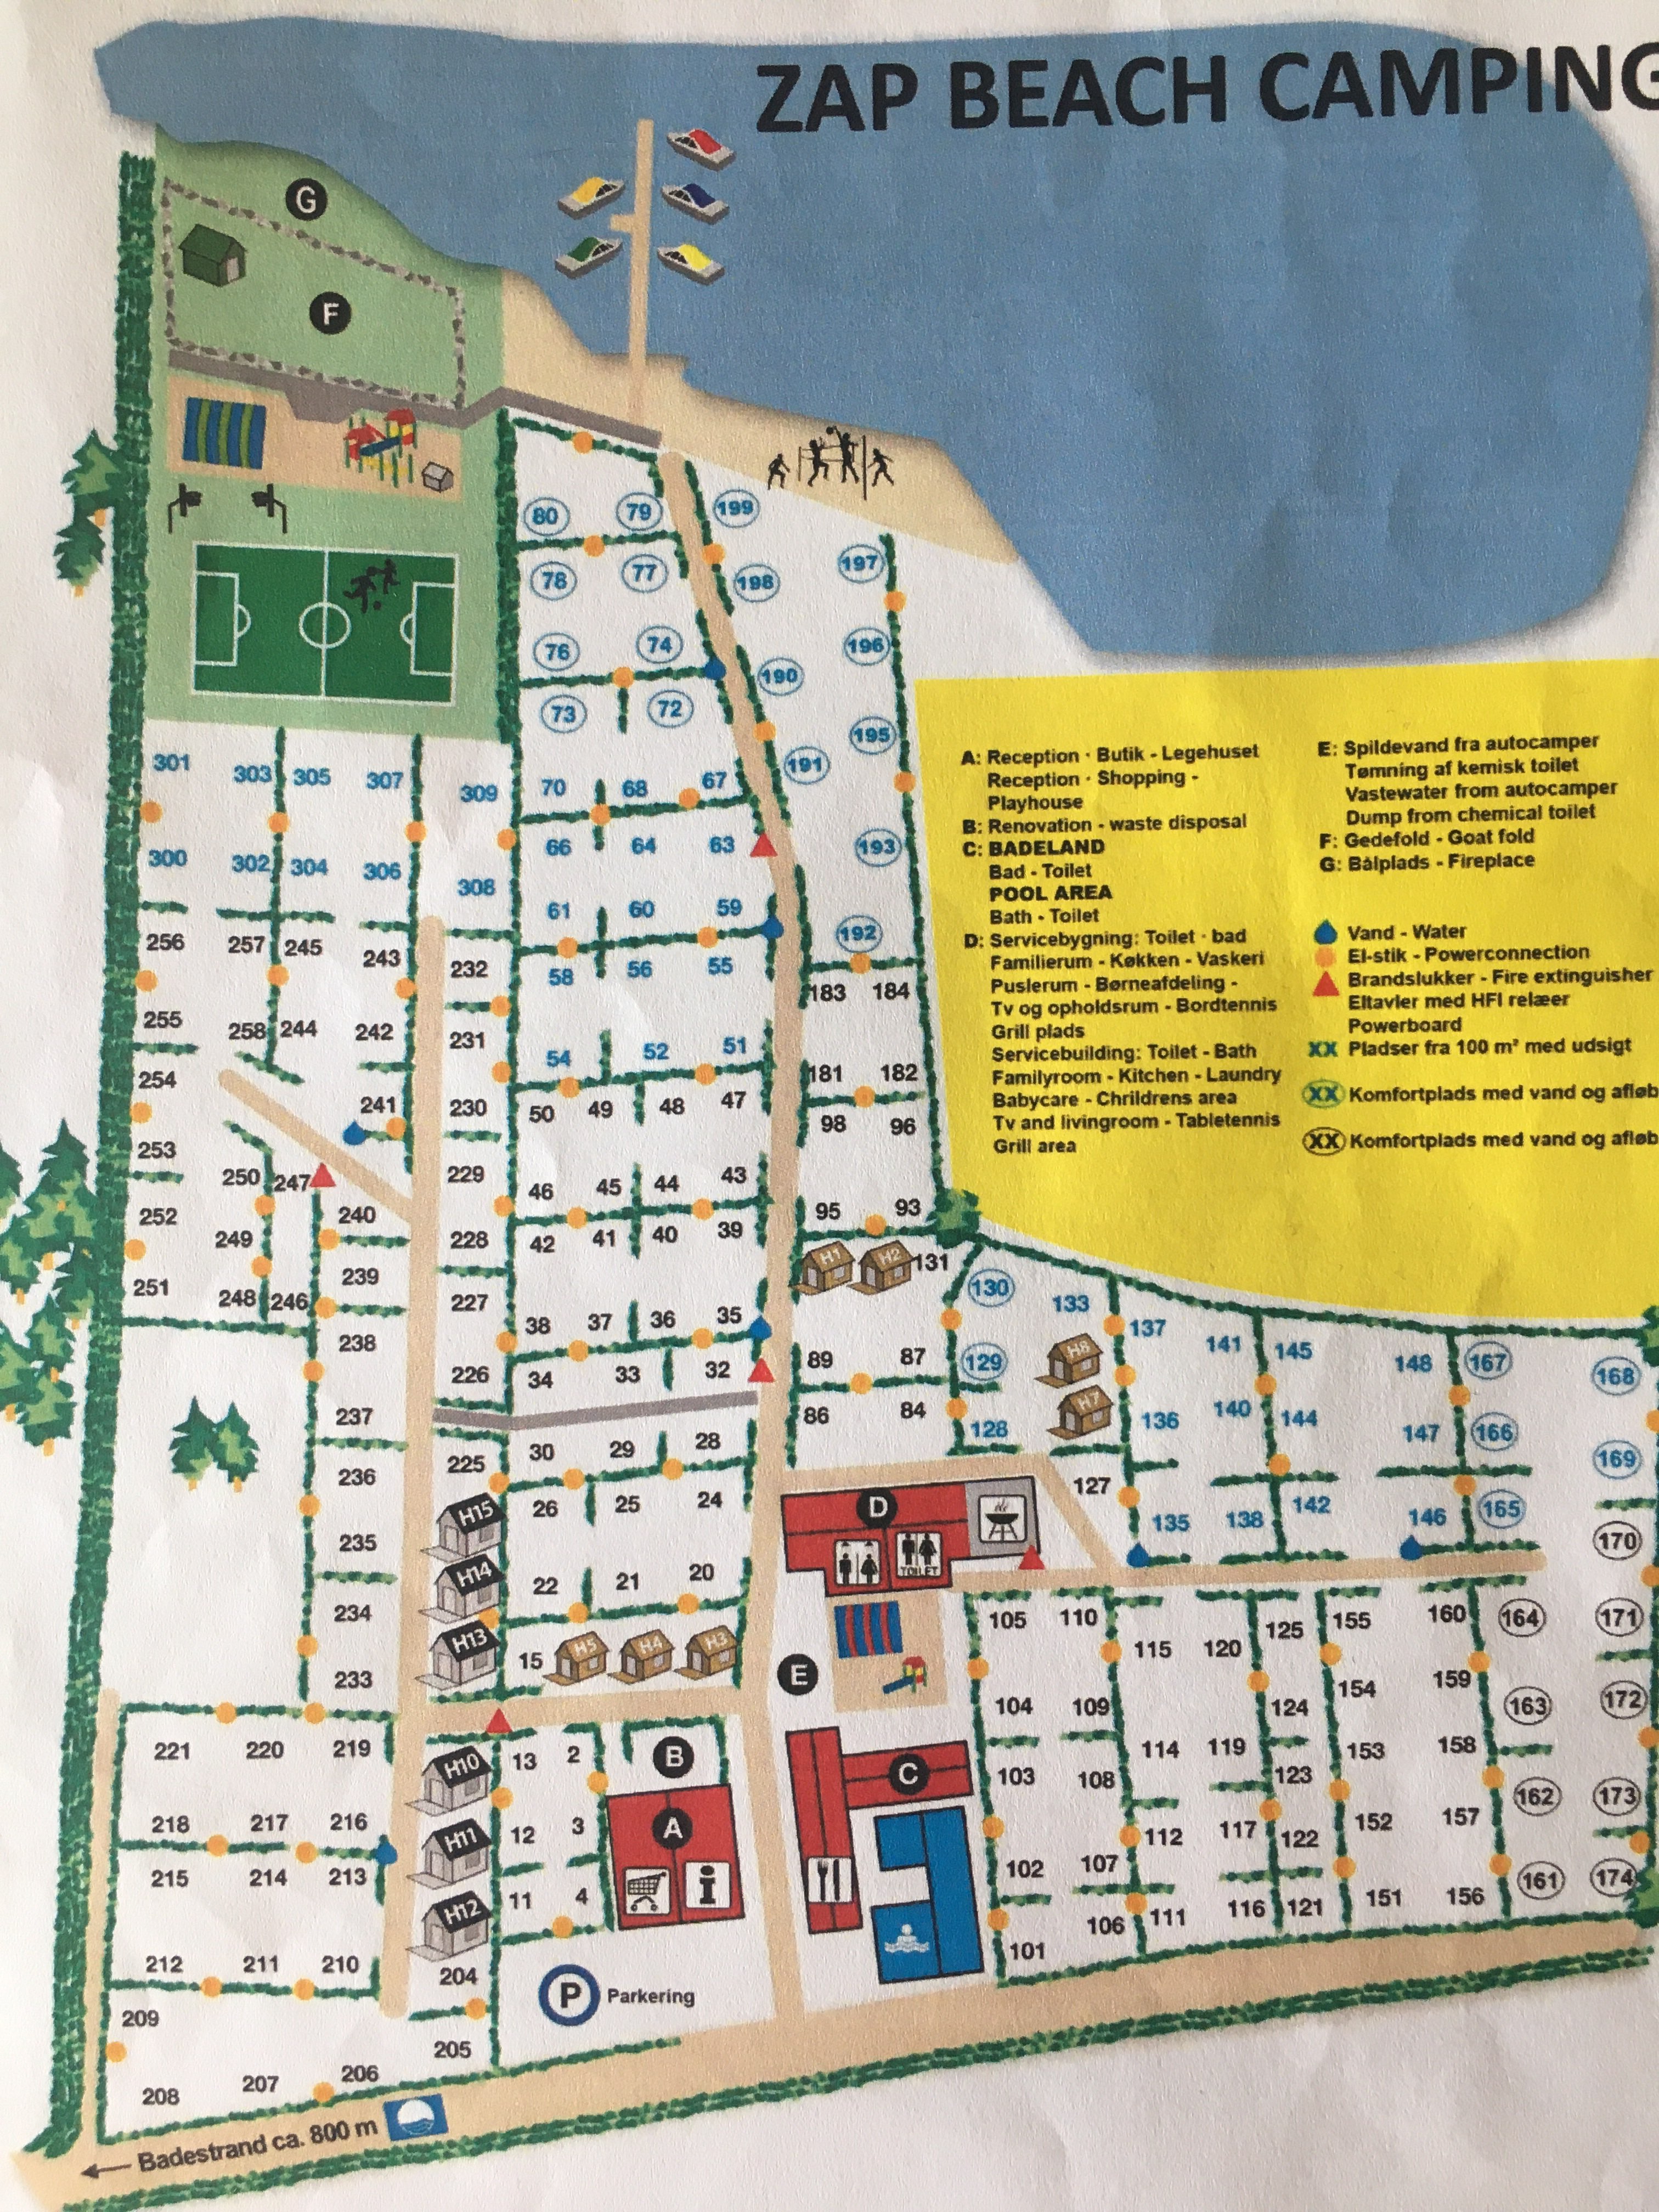 ZAP BEACH CAMPING
G
F
80 79 199
78 77 198 197
76 74 190 196
73 72 191 195
301 303 305 307 309 70 68 67
300 302 304 306 308 66 64 63 193
61 60 59 192
256 257 245 243 232 58 56 55 183 184
255 258 244 242 231 54 52 51 181 182
254 241 230 50 49 48 47 98 96
253 250 247 229 46 45 44 43 95 93
252 249 240 228 42 41 40 39 H1 H2 131
251 248 246 239 227 38 37 36 35
238 226 34 33 32 89 87
237 86 84
A: Reception · Butik - Legehuset
Reception · Shopping -
Playhouse
B: Renovation - waste disposal
C: BADELAND
Bad - Toilet
POOL AREA
Bath - Toilet
D: Servicebygning: Toilet · bad
Familierum - Køkken - Vaskeri
Puslerum - Børneafdeling -
Tv og opholdsrum - Bordtennis
Grill plads
Servicebuilding: Toilet - Bath
Familyroom - Kitchen - Laundry
Babycare - Chrildrens area
Tv and livingroom - Tabletennis
Grill area
E: Spildevand fra autocamper
Tømning af kemisk toilet
Vastewater from autocamper
Dump from chemical toilet
F: Gedefold - Goat fold
G: Bålplads - Fireplace
Vand - Water
El-stik - Powerconnection
Brandslukker - Fire extinguisher
Eltavler med HFI relæer
Powerboard
XX Pladser fra 100 m² med udsigt
XX Komfortplads med vand og afløb
XX Komfortplads med vand og afløb
130 133 137 141 145 148 167 168
129 H8
128 H7 136 140 144 147 166 169
127 135 138 142 146 165 170
236 225 30 29 28
235 H15 26 25 24 D
TOILET
234 H14 22 21 20
233 H13 15 H5 H4 H3 E
105 110 115 120 125 155 160 164 171
104 109 124 154 159 163 172
103 108 114 119 123 153 158 162 173
102 107 112 117 122 152 157 161 174
101 106 111 116 121 151 156
221 220 219 H10 13 2 B C
218 217 216 H11 12 3 A
215 214 213 H12 11 4
212 211 210 204
P Parkering
209 205
208 207 206
Badestrand ca. 800 m